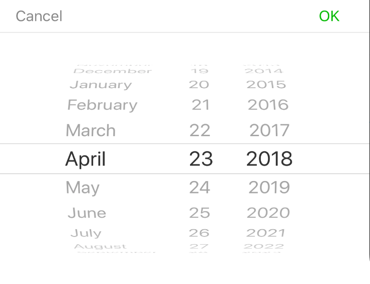 Cancel OK
December 19 2014
January 20 2015
February 21 2016
March 22 2017
April 23 2018
May 24 2019
June 25 2020
July 26 2021
August 27 2022